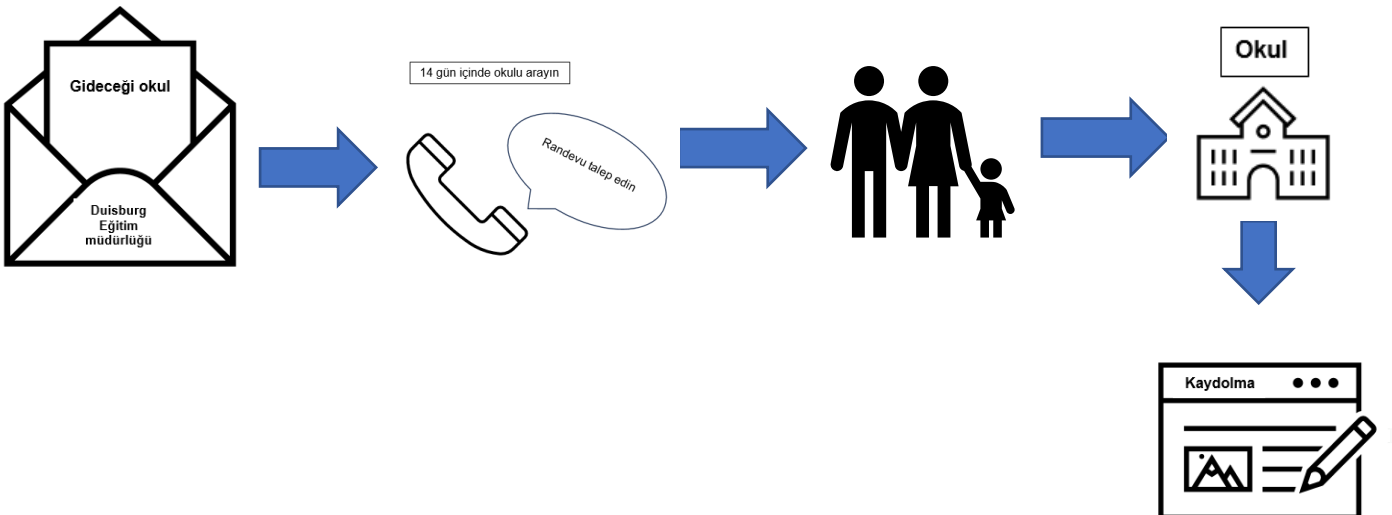 Gideceği okul
Duisburg
Eğitim
müdürlüğü
14 gün içinde okulu arayın
Randevu talep edin
Okul
Kaydolma